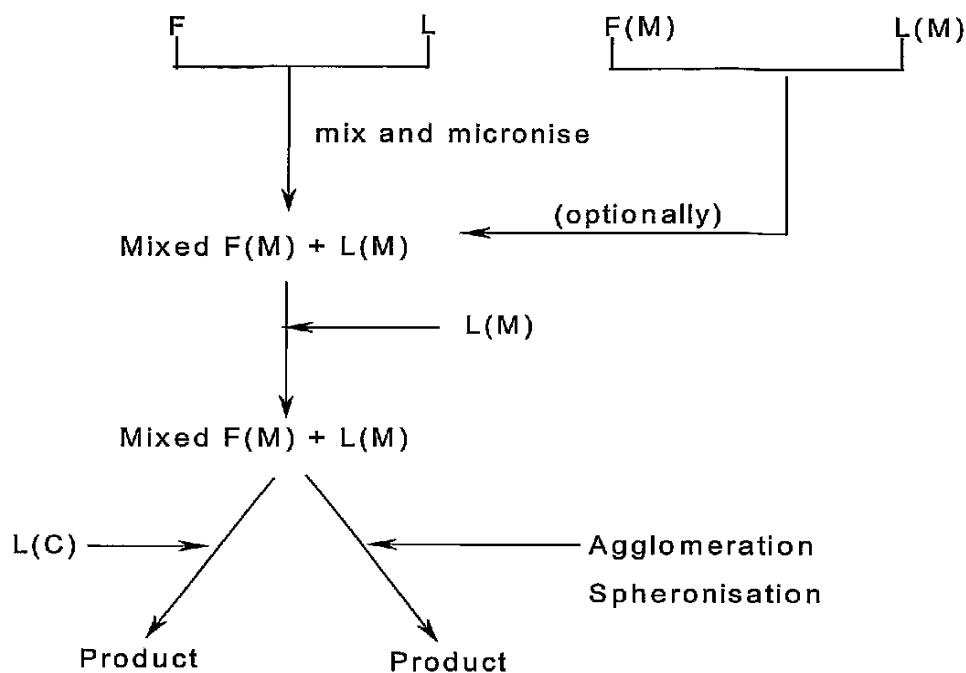 F L F(M) L(M)
mix and micronise
(optionally)
Mixed F(M) + L(M)
L(M)
Mixed F(M) + L(M)
L(C)
Agglomeration
Spheronisation
Product
Product